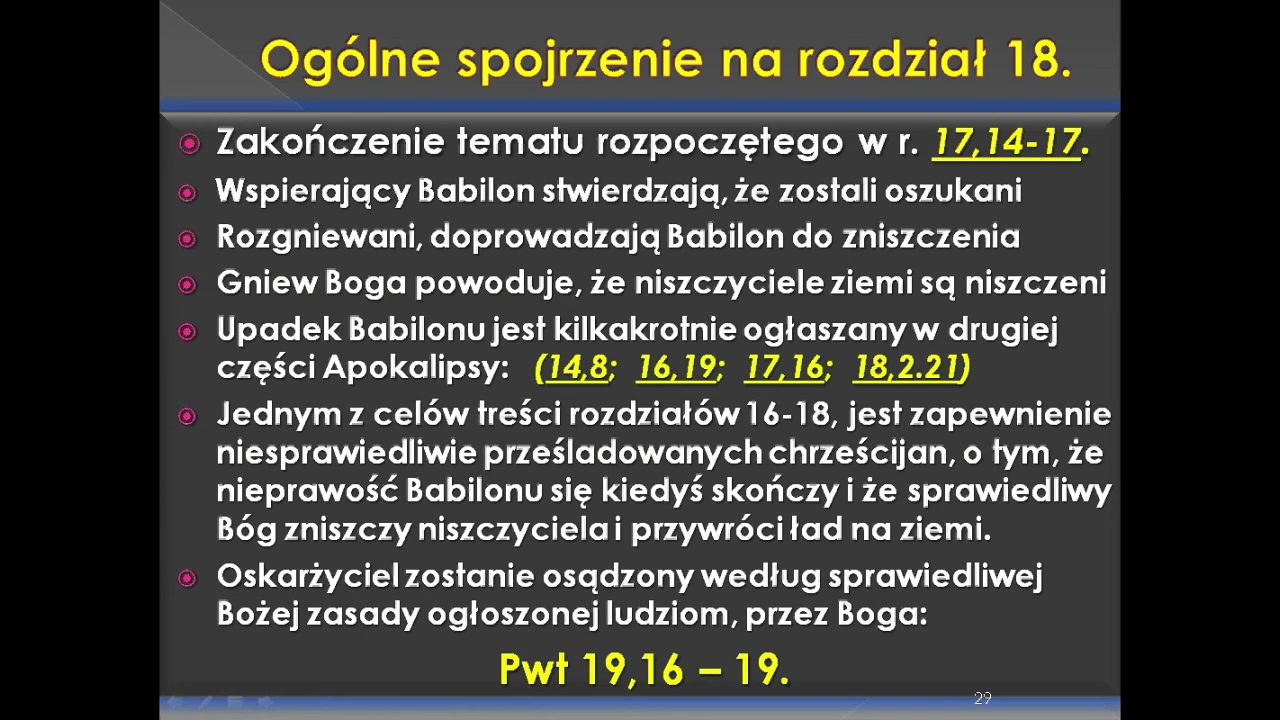 Ogólne spojrzenie na rozdział 18.
Zakończenie tematu rozpoczętego w r. 17,14-17.
Wspierający Babilon stwierdzają, że zostali oszukani
Rozgniewani, doprowadzają Babilon do zniszczenia
Gniew Boga powoduje, że niszczyciele ziemi są niszczeni
Upadek Babilonu jest kilkakrotnie ogłaszany w drugiej
części Apokalipsy: (14,8; 16,19; 17,16; 18,2.21)
Jednym z celów treści rozdziałów 16-18, jest zapewnienie
niesprawiedliwie prześladowanych chrześcijan, o tym, że
nieprawość Babilonu się kiedyś skończy i że sprawiedliwy
Bóg zniszczy niszczyciela i przywróci ład na ziemi.
Oskarżyciel zostanie osądzony według sprawiedliwej
Bożej zasady ogłoszonej ludziom, przez Boga:
Pwt 19,16 – 19.
29